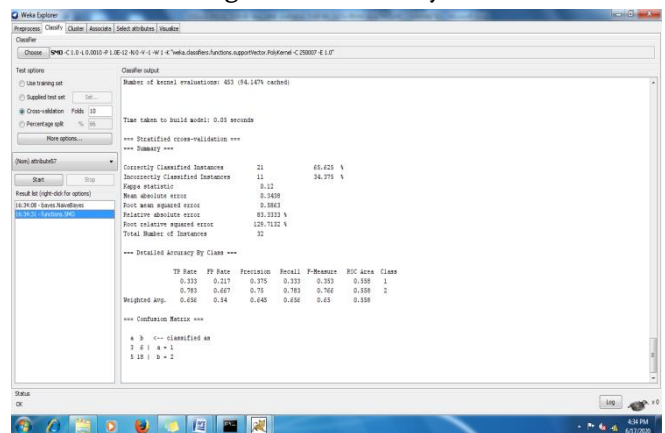 Weka Explorer
Preprocess Classify Cluster Associate Select attributes Visualize
Classifier
Choose SMO -C 1.0 -L 0.0010 -P 1.0E-12 -N 0 -V -1 -W 1 -K "weka.classifiers.functions.supportVector.PolyKernel -C 250007 -E 1.0"
Test options
Classifier output
Use training set
Supplied test set Set...
Cross-validation Folds 10
Percentage split % 66
More options...
(Nom) attribute57
Start Stop
Result list (right-click for options)
16:34:08 - bayes.NaiveBayes
16:34:31 - functions.SMO
Number of kernel evaluations: 453 (94.147% cached)
Time taken to build model: 0.03 seconds
=== Stratified cross-validation ===
=== Summary ===
Correctly Classified Instances 21 65.625 %
Incorrectly Classified Instances 11 34.375 %
Kappa statistic 0.12
Mean absolute error 0.3438
Root mean squared error 0.5863
Relative absolute error 83.3333 %
Root relative squared error 129.7132 %
Total Number of Instances 32
=== Detailed Accuracy By Class ===
TP Rate FP Rate Precision Recall F-Measure ROC Area Class
0.333 0.217 0.375 0.333 0.353 0.558 1
0.783 0.667 0.75 0.783 0.766 0.558 2
Weighted Avg. 0.656 0.54 0.645 0.656 0.65 0.558
=== Confusion Matrix ===
a b <-- classified as
3 6 | a = 1
5 18 | b = 2
Status
OK
Log
x 0
4:34 PM
6/17/2020